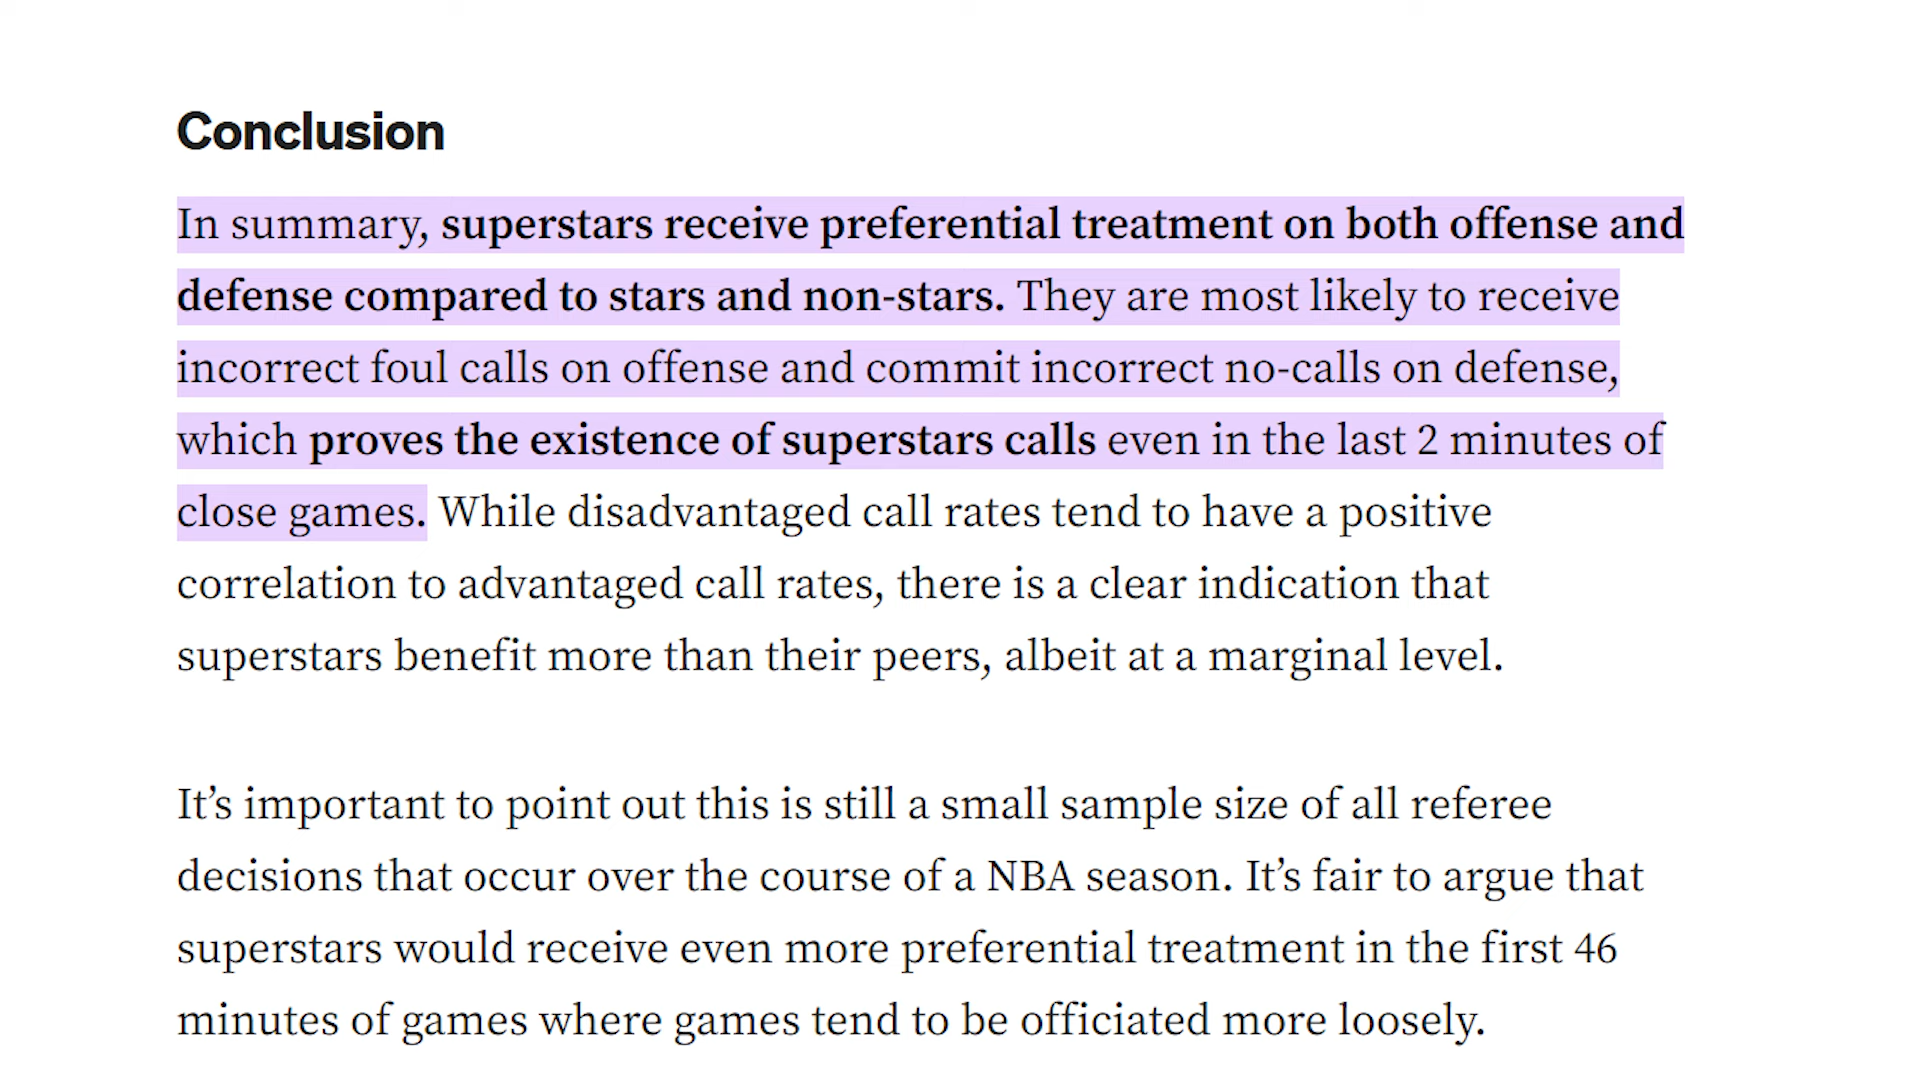 Conclusion
In summary, superstars receive preferential treatment on both offense and
defense compared to stars and non-stars. They are most likely to receive
incorrect foul calls on offense and commit incorrect no-calls on defense,
which proves the existence of superstars calls even in the last 2 minutes of
close games. While disadvantaged call rates tend to have a positive
correlation to advantaged call rates, there is a clear indication that
superstars benefit more than their peers, albeit at a marginal level.
It’s important to point out this is still a small sample size of all referee
decisions that occur over the course of a NBA season. It’s fair to argue that
superstars would receive even more preferential treatment in the first 46
minutes of games where games tend to be officiated more loosely.